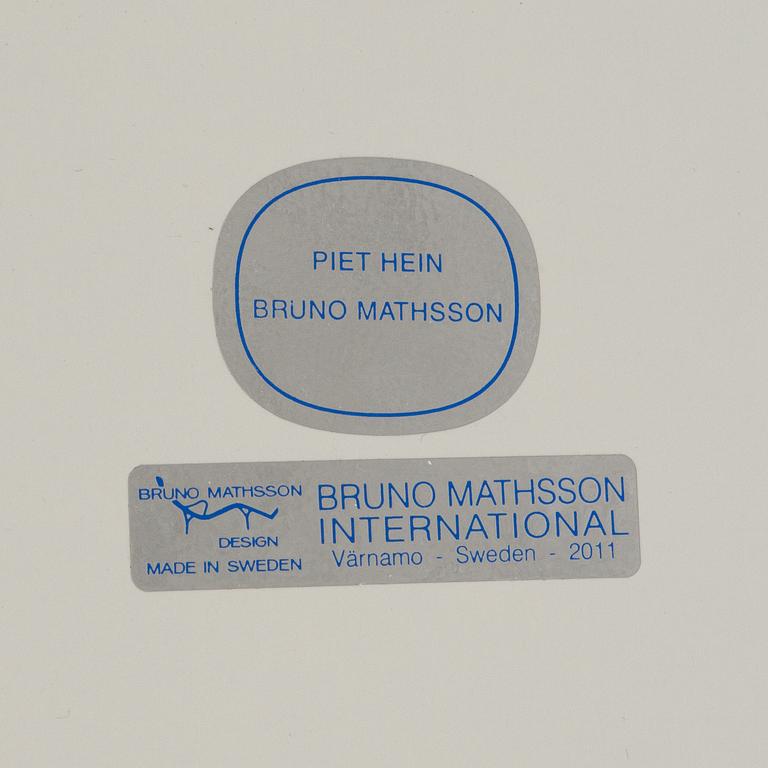 PIET HEIN
BRUNO MATHSSON
BRUNO MATHSSON
DESIGN
MADE IN SWEDEN
BRUNO MATHSSON
INTERNATIONAL
Värnamo - Sweden - 2011